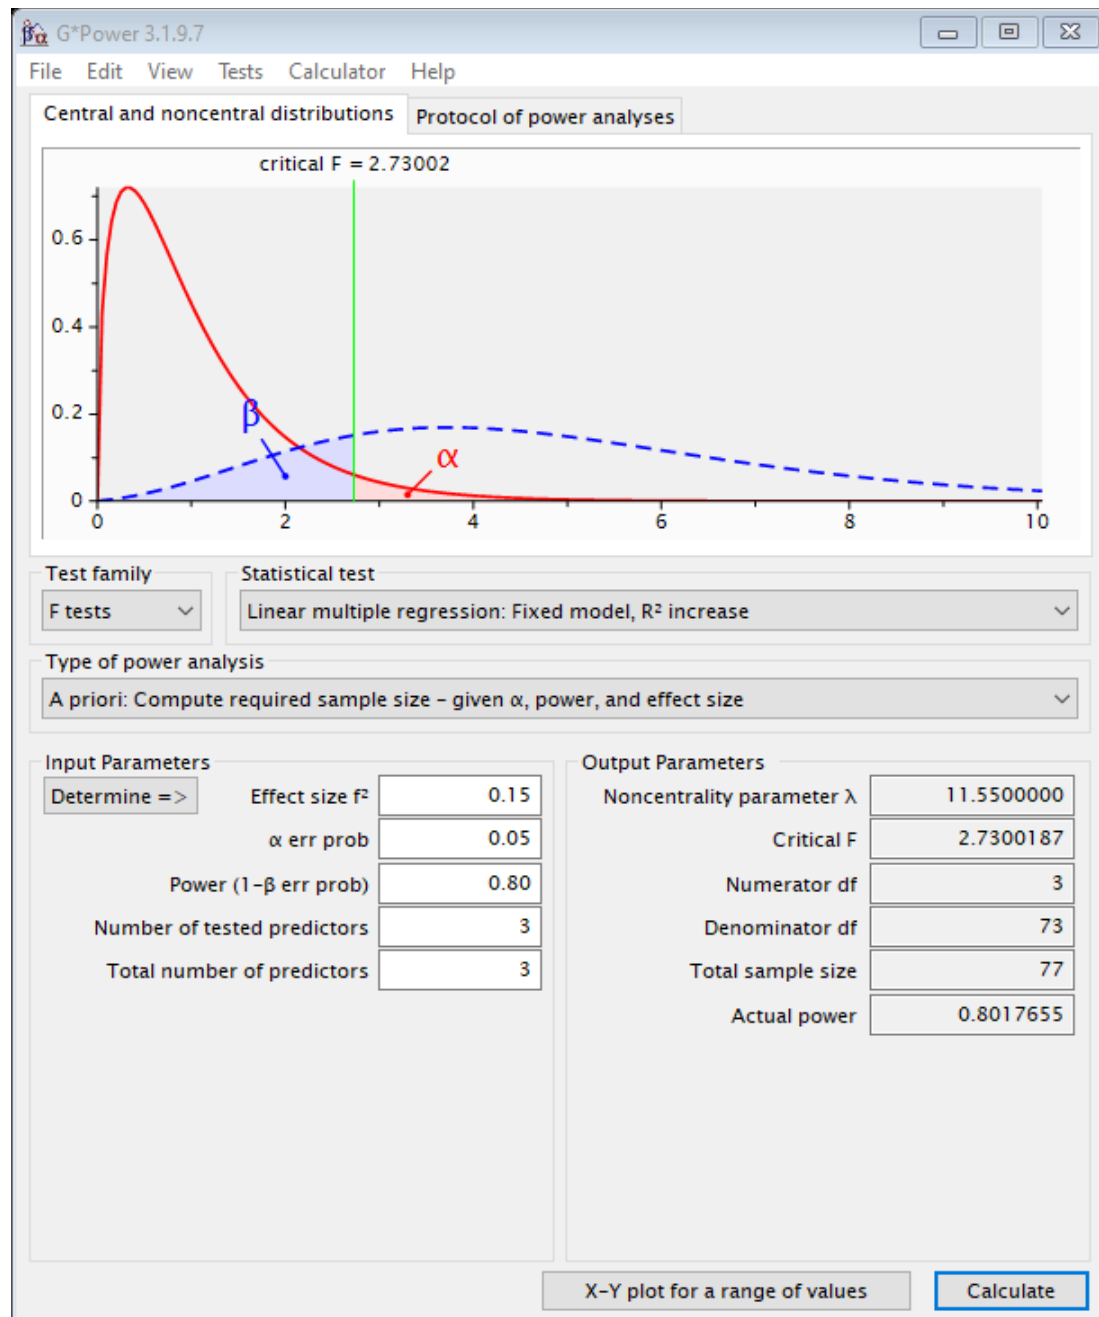 G*Power 3.1.9.7
File Edit View Tests Calculator Help
Central and noncentral distributions Protocol of power analyses
critical F = 2.73002
0.6
0.4
0.2
0
β
α
0 2 4 6 8 10
Test family Statistical test
F tests Linear multiple regression: Fixed model, R² increase
Type of power analysis
A priori: Compute required sample size – given α, power, and effect size
Input Parameters Output Parameters
Determine => Effect size f² 0.15 Noncentrality parameter λ 11.5500000
α err prob 0.05 Critical F 2.7300187
Power (1–β err prob) 0.80 Numerator df 3
Number of tested predictors 3 Denominator df 73
Total number of predictors 3 Total sample size 77
Actual power 0.8017655
X–Y plot for a range of values Calculate